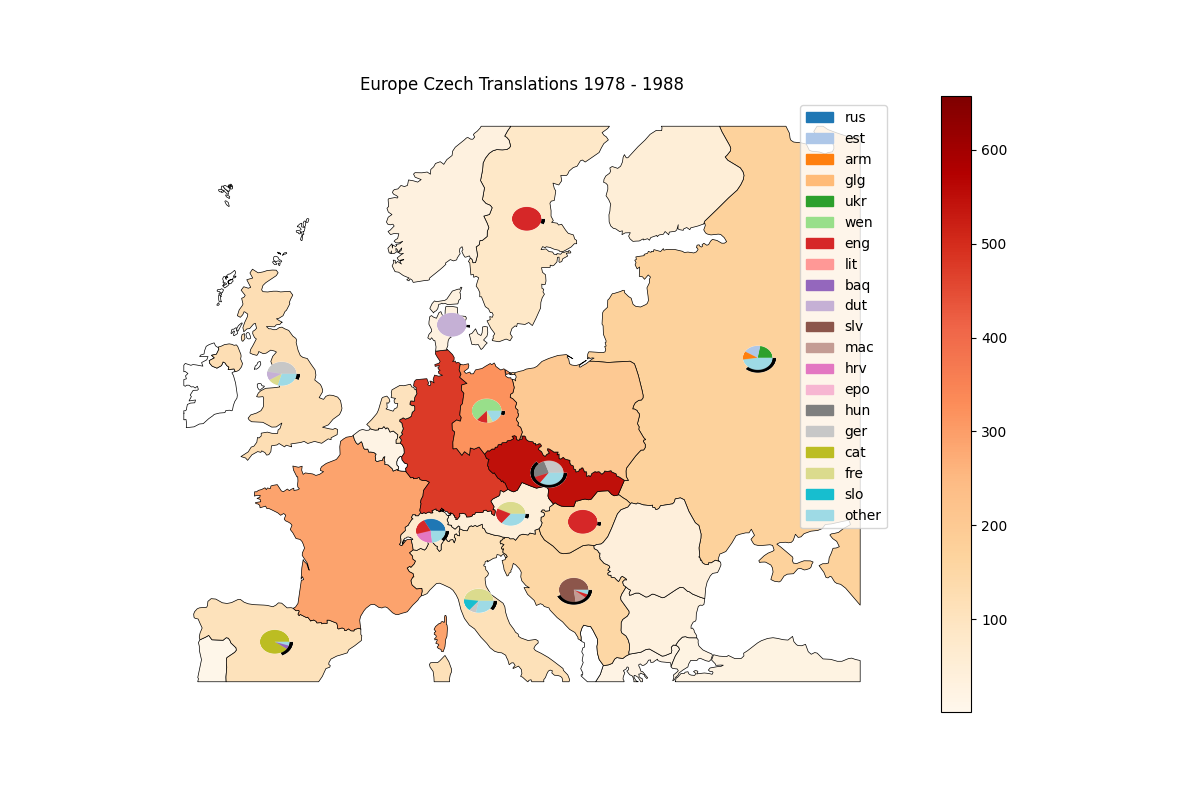 Europe Czech Translations 1978 - 1988
rus
est
arm
glg
ukr
wen
eng
lit
baq
dut
slv
mac
hrv
epo
hun
ger
cat
fre
slo
other
600
500
400
300
200
100